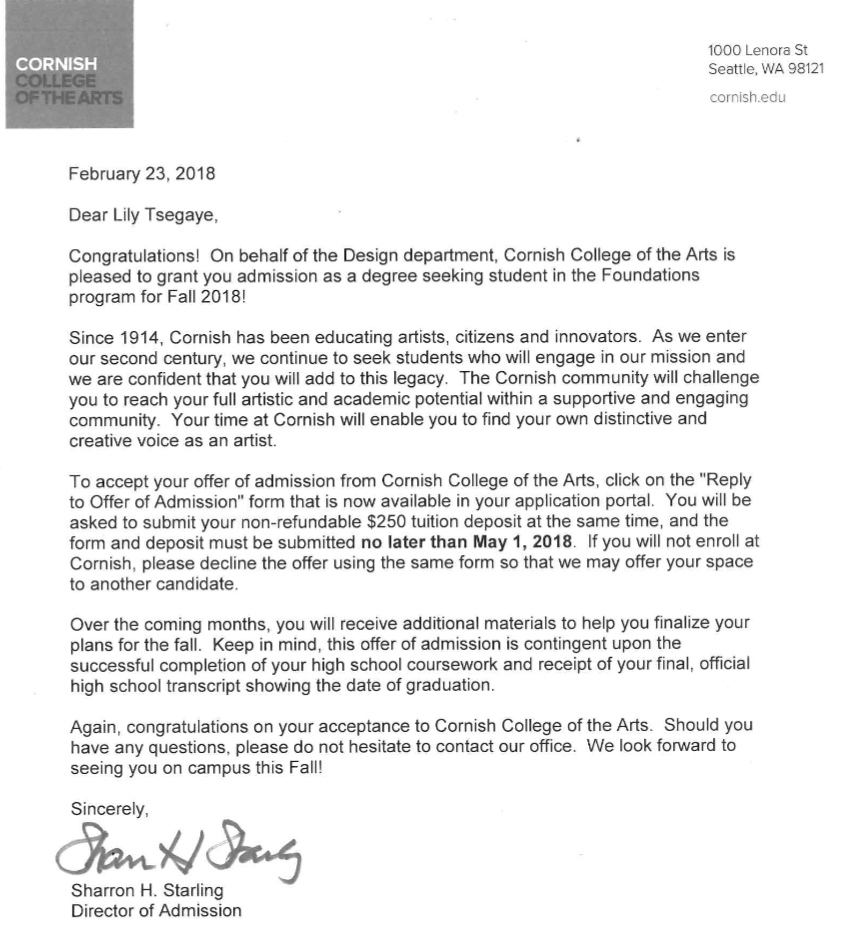 CORNISH
COLLEGE
OF THE ARTS
1000 Lenora St
Seattle, WA 98121
cornish.edu
February 23, 2018
Dear Lily Tsegaye,
Congratulations!  On behalf of the Design department, Cornish College of the Arts is
pleased to grant you admission as a degree seeking student in the Foundations
program for Fall 2018!
Since 1914, Cornish has been educating artists, citizens and innovators.  As we enter
our second century, we continue to seek students who will engage in our mission and
we are confident that you will add to this legacy.  The Cornish community will challenge
you to reach your full artistic and academic potential within a supportive and engaging
community.  Your time at Cornish will enable you to find your own distinctive and
creative voice as an artist.
To accept your offer of admission from Cornish College of the Arts, click on the "Reply
to Offer of Admission" form that is now available in your application portal.  You will be
asked to submit your non-refundable $250 tuition deposit at the same time, and the
form and deposit must be submitted no later than May 1, 2018.  If you will not enroll at
Cornish, please decline the offer using the same form so that we may offer your space
to another candidate.
Over the coming months, you will receive additional materials to help you finalize your
plans for the fall.  Keep in mind, this offer of admission is contingent upon the
successful completion of your high school coursework and receipt of your final, official
high school transcript showing the date of graduation.
Again, congratulations on your acceptance to Cornish College of the Arts.  Should you
have any questions, please do not hesitate to contact our office.  We look forward to
seeing you on campus this Fall!
Sincerely,
Sharron H. Starling
Director of Admission